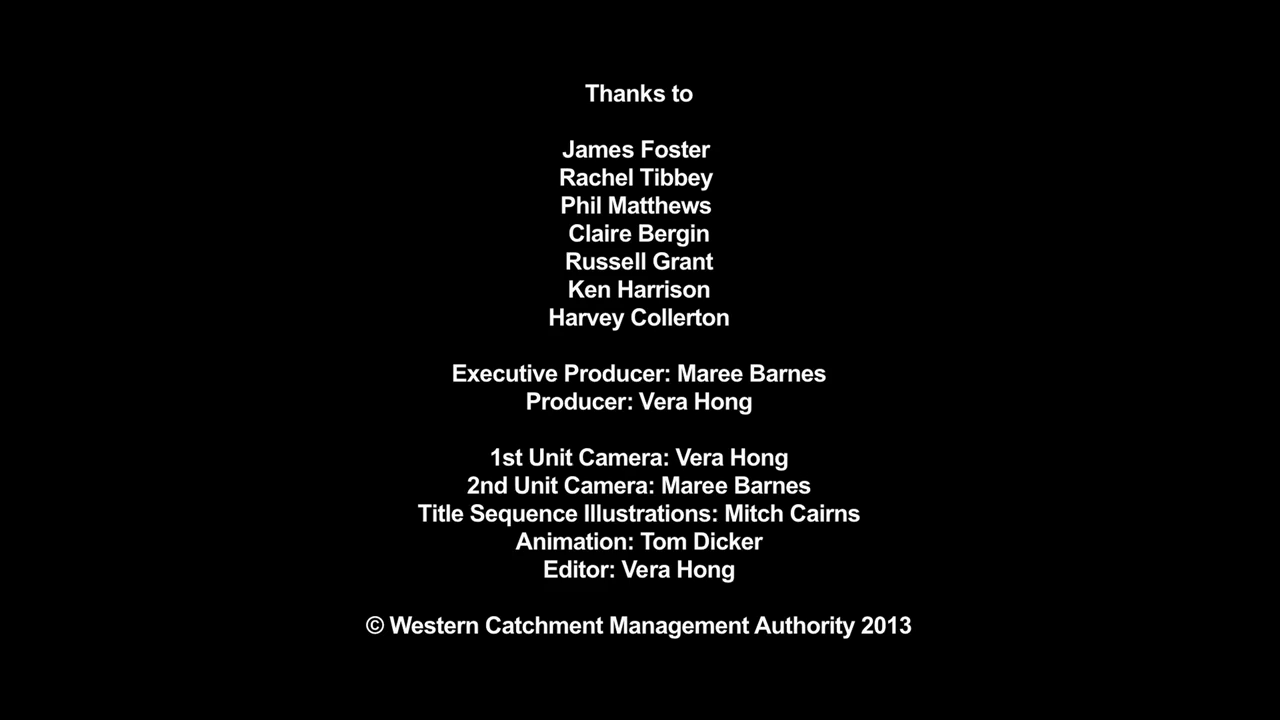 Thanks to
James Foster
Rachel Tibbey
Phil Matthews
Claire Bergin
Russell Grant
Ken Harrison
Harvey Collerton
Executive Producer: Maree Barnes
Producer: Vera Hong
1st Unit Camera: Vera Hong
2nd Unit Camera: Maree Barnes
Title Sequence Illustrations: Mitch Cairns
Animation: Tom Dicker
Editor: Vera Hong
© Western Catchment Management Authority 2013